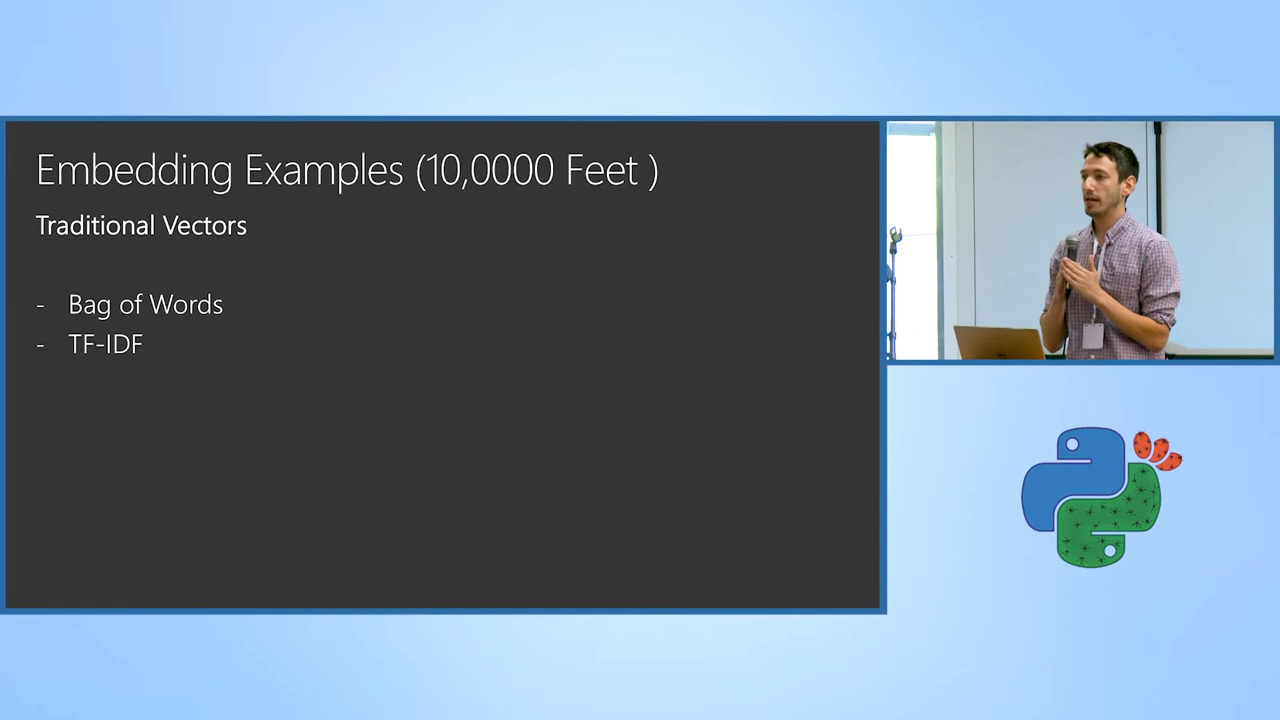 Embedding Examples (10,0000 Feet )
Traditional Vectors
- Bag of Words
- TF-IDF